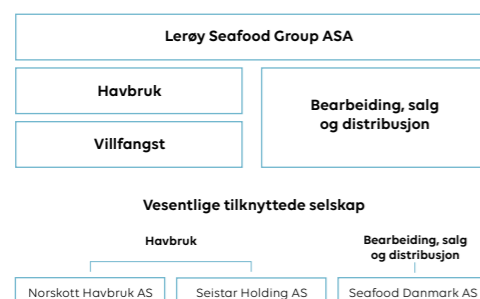 Lerøy Seafood Group ASA
Havbruk
Villfangst
Bearbeiding, salg
og distribusjon
Vesentlige tilknyttede selskap
Havbruk
Bearbeiding, salg
og distribusjon
Norskott Havbruk AS
Seistar Holding AS
Seafood Danmark AS